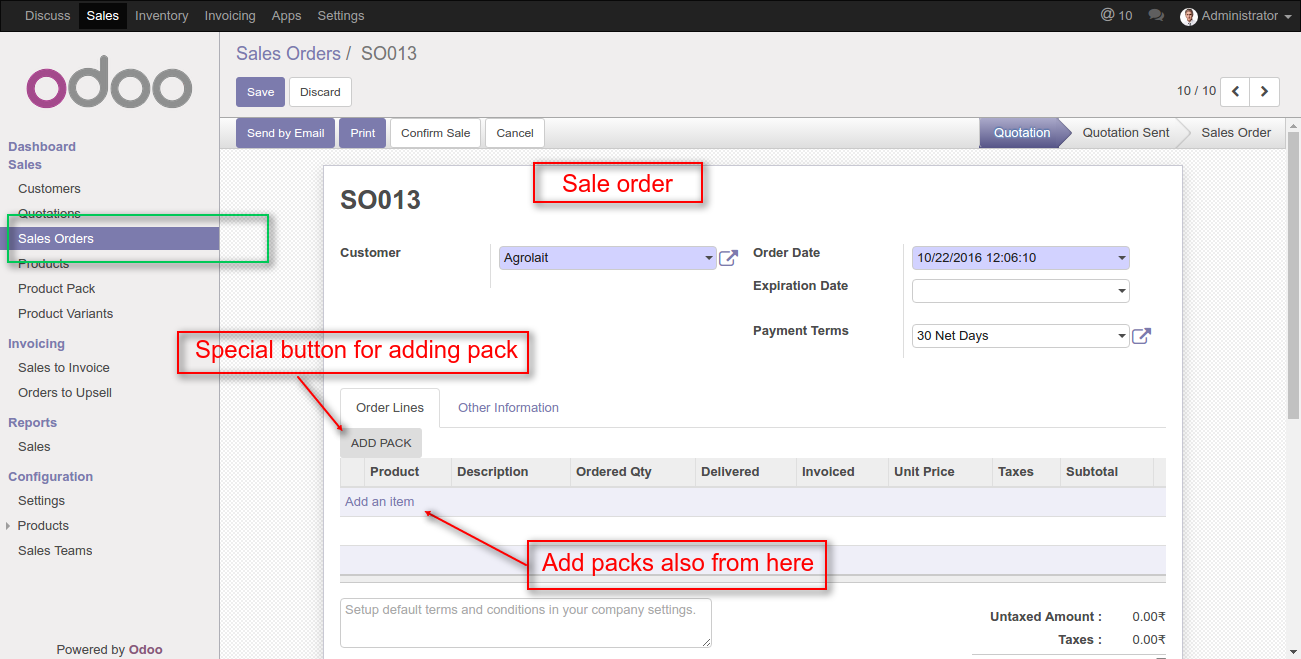 Discuss Sales Inventory Invoicing Apps Settings @ 10 Administrator
odoo
Sales Orders / SO013
Save Discard 10 / 10
Send by Email Print Confirm Sale Cancel Quotation Quotation Sent Sales Order
Dashboard
Sales
Customers
Quotations
Sales Orders
Products
Product Pack
Product Variants
Invoicing
Sales to Invoice
Orders to Upsell
Reports
Sales
Configuration
Settings
Products
Sales Teams
Powered by Odoo
Sale order
SO013
Customer Agrolait
Order Date 10/22/2016 12:06:10
Expiration Date
Payment Terms 30 Net Days
Special button for adding pack
Order Lines Other Information
ADD PACK
Product Description Ordered Qty Delivered Invoiced Unit Price Taxes Subtotal
Add an item
Add packs also from here
Setup default terms and conditions in your company settings.
Untaxed Amount : 0.00₹
Taxes : 0.00₹